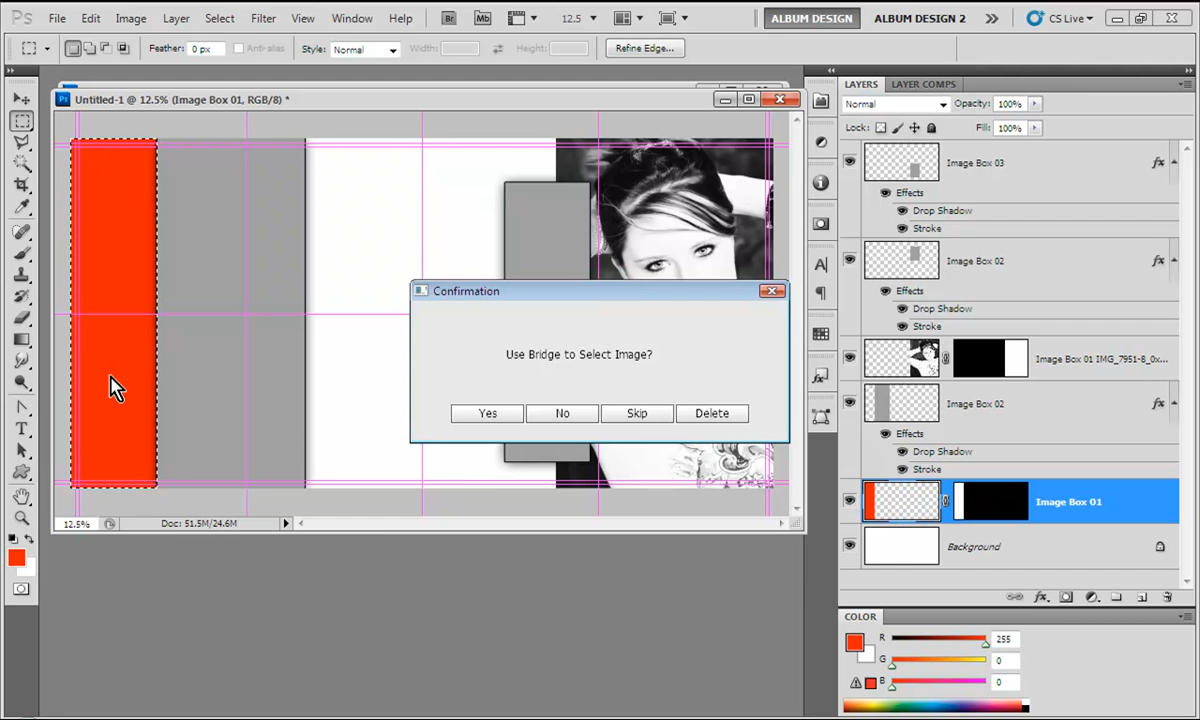 Ps File Edit Image Layer Select Filter View Window Help Br Mb 12.5 ALBUM DESIGN ALBUM DESIGN 2 CS Live
Feather: 0 px Anti-alias Style: Normal Width: Height: Refine Edge...
Ps Untitled-1 @ 12.5% (Image Box 01, RGB/8) *
LAYERS LAYER COMPS
Normal Opacity: 100%
Lock: Fill: 100%
Image Box 03 fx
Effects
Drop Shadow
Stroke
Image Box 02 fx
Effects
Drop Shadow
Stroke
Image Box 01 IMG_7951-8_0x...
Image Box 02 fx
Effects
Drop Shadow
Stroke
Image Box 01
Background
fx
Confirmation
Use Bridge to Select Image?
Yes No Skip Delete
12.5% Doc: 51.5M/24.6M
COLOR
R 255
G 0
B 0